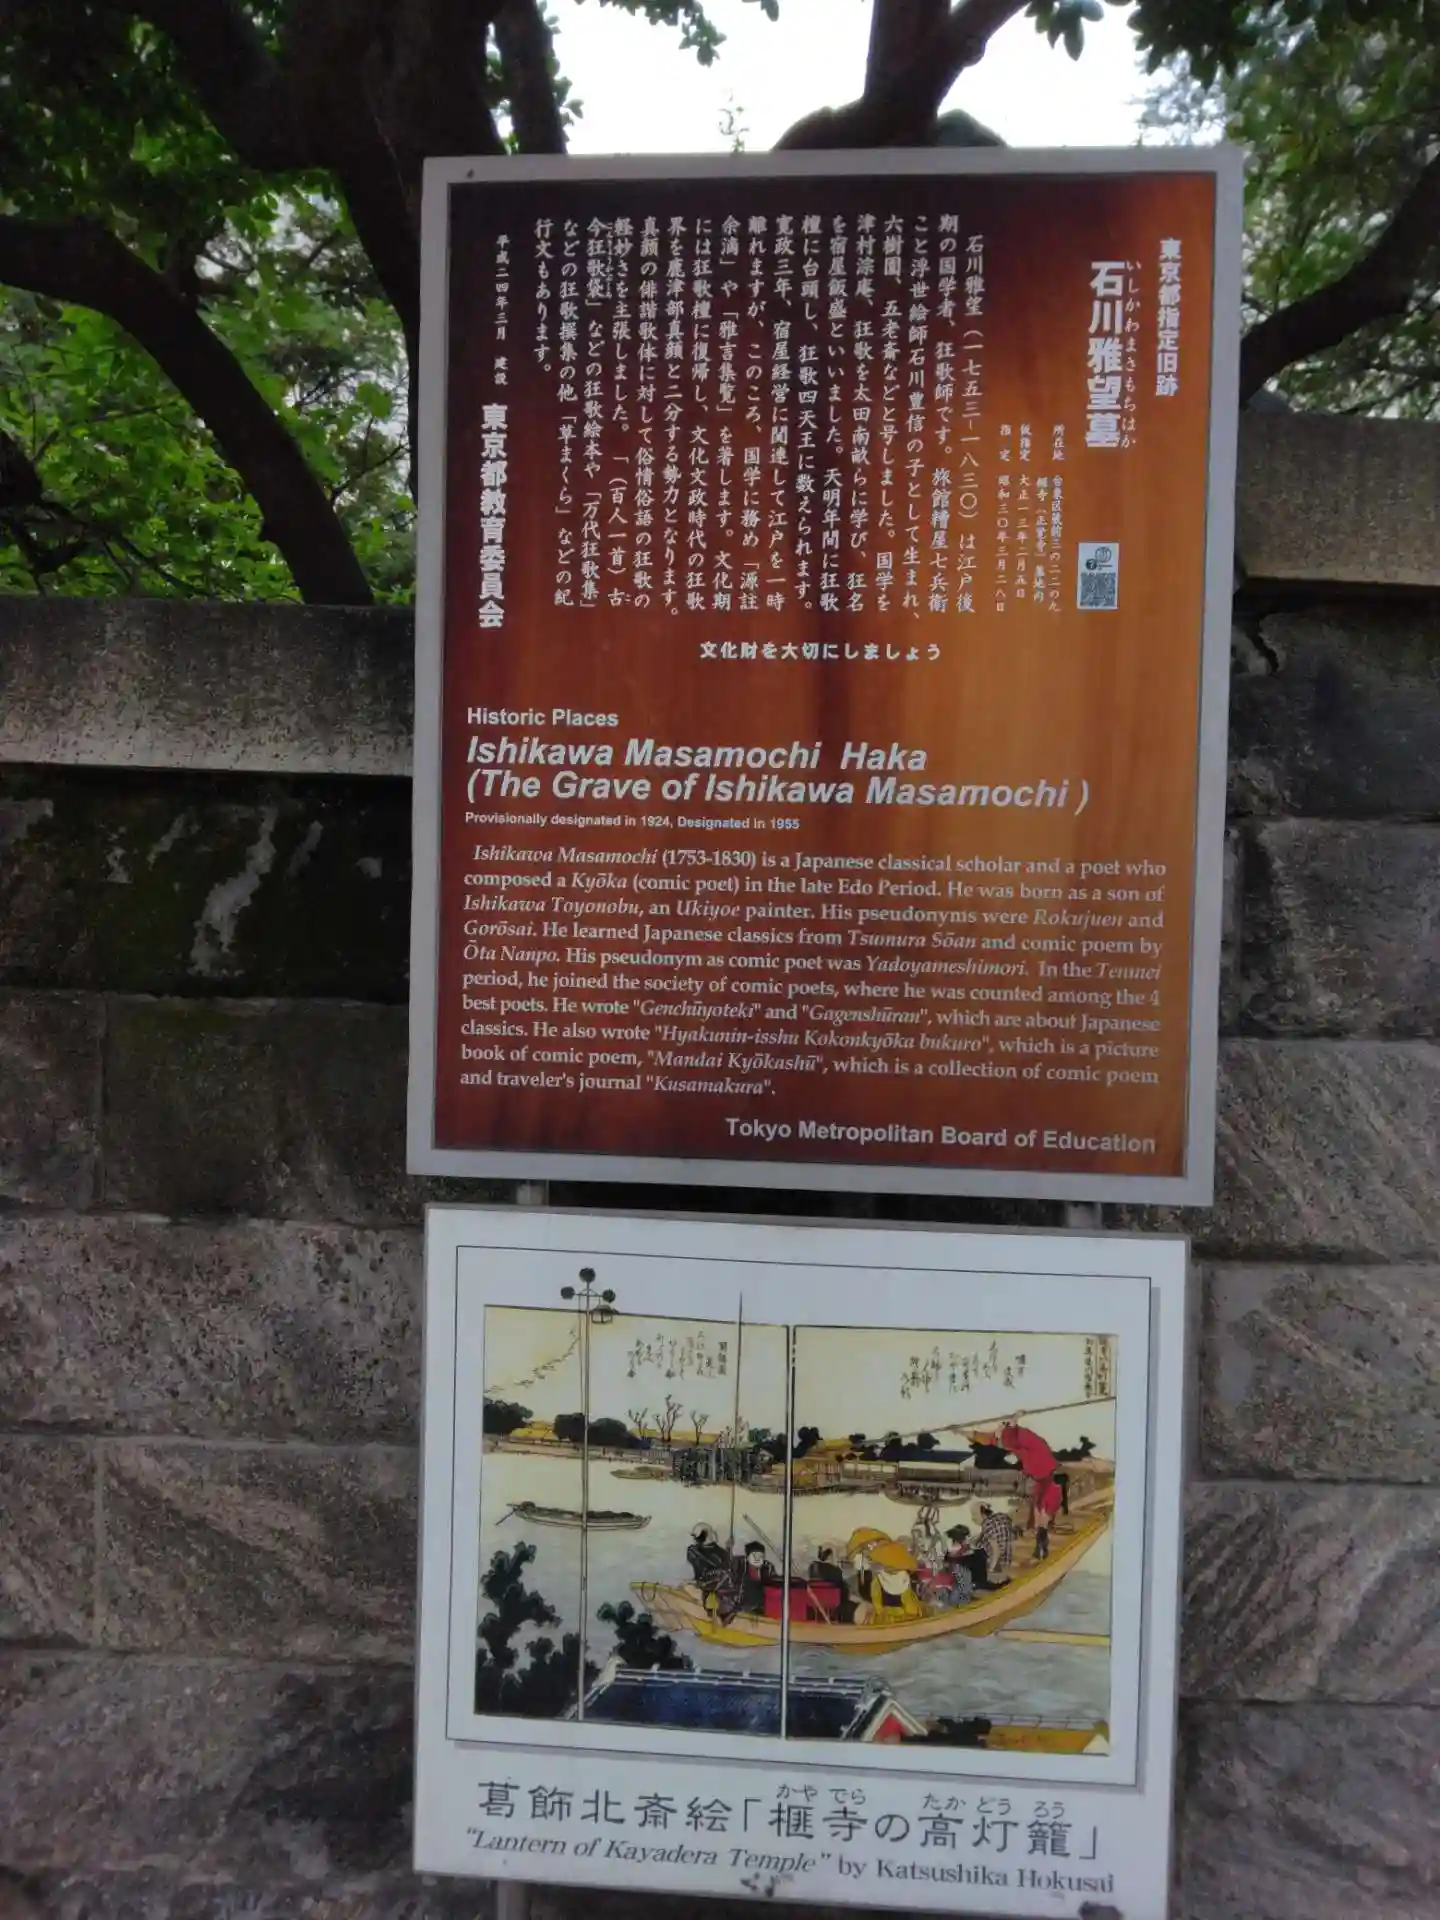 東京都指定旧跡
いしかわまさもちはか
石川雅望墓
所在地 台東区蔵前三の二二の九
榧寺（正覚寺）墓地内
仮指定 大正一三年二月五日
指定 昭和三〇年三月二八日
石川雅望（一七五三－一八三〇）は江戸後
期の国学者、狂歌師です。旅館糟屋七兵衛
こと浮世絵師石川豊信の子として生まれ、
六樹園、五老斎などと号しました。国学を
津村淙庵、狂歌を太田南畝らに学び、狂名
を宿屋飯盛といいました。天明年間に狂歌
檀に台頭し、狂歌四天王に数えられます。
寛政三年、宿屋経営に関連して江戸を一時
離れますが、このころ、国学に務め「源註
余滴」や「雅言集覧」を著します。文化期
には狂歌檀に復帰し、文化文政時代の狂歌
界を鹿津部真顔と二分する勢力となります。
真顔の俳諧歌体に対して俗情俗語の狂歌の
軽妙さを主張しました。「（百人一首）古
今狂歌袋」などの狂歌絵本や「万代狂歌集」
などの狂歌撰集の他「草まくら」などの紀
行文もあります。
平成二四年三月 建設
東京都教育委員会
文化財を大切にしましょう
Historic Places
Ishikawa Masamochi Haka
(The Grave of Ishikawa Masamochi )
Provisionally designated in 1924, Designated in 1955
Ishikawa Masamochi (1753-1830) is a Japanese classical scholar and a poet who
composed a Kyōka (comic poet) in the late Edo Period. He was born as a son of
Ishikawa Toyonobu, an Ukiyoe painter. His pseudonyms were Rokujuen and
Gorōsai. He learned Japanese classics from Tsumura Sōan and comic poem by
Ōta Nanpo. His pseudonym as comic poet was Yadoyameshimori. In the Tenmei
period, he joined the society of comic poets, where he was counted among the 4
best poets. He wrote "Genchūyoteki" and "Gagenshūran", which are about Japanese
classics. He also wrote "Hyakunin-isshu Kokonkyōka bukuro", which is a picture
book of comic poem, "Mandai Kyōkashū", which is a collection of comic poem
and traveler's journal "Kusamakura".
Tokyo Metropolitan Board of Education
かや でら たか どう ろう
葛飾北斎絵「榧寺の高灯籠」
"Lantern of Kayadera Temple" by Katsushika Hokusai